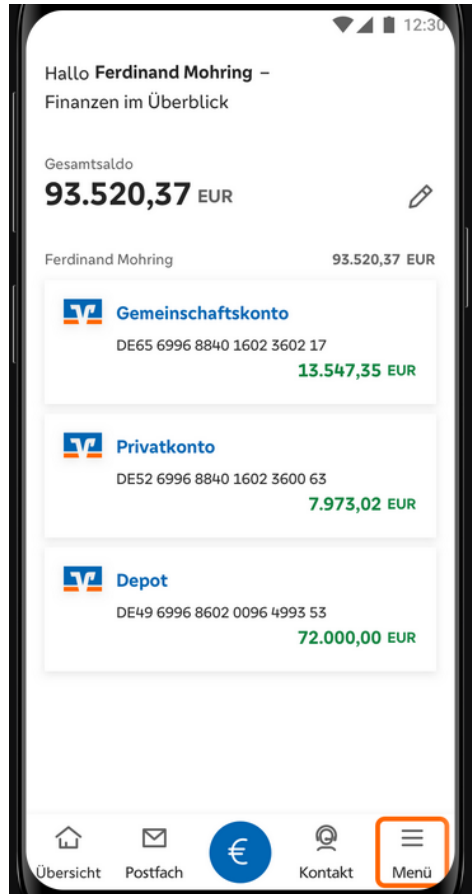 12:30
Hallo Ferdinand Mohring –
Finanzen im Überblick
Gesamtsaldo
93.520,37 EUR
Ferdinand Mohring 93.520,37 EUR
Gemeinschaftskonto
DE65 6996 8840 1602 3602 17
13.547,35 EUR
Privatkonto
DE52 6996 8840 1602 3600 63
7.973,02 EUR
Depot
DE49 6996 8602 0096 4993 53
72.000,00 EUR
€
Übersicht Postfach Kontakt Menü